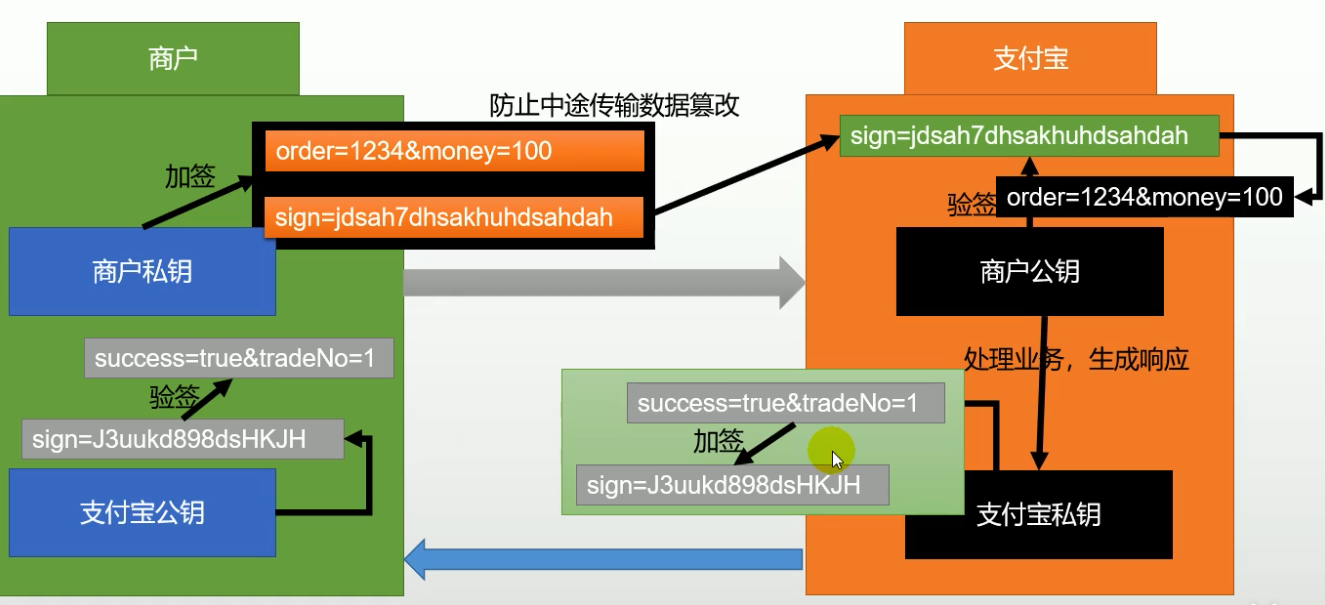 商户
支付宝
防止中途传输数据篡改
order=1234&money=100
sign=jdsah7dhsakhuhdsahdah
加签
sign=jdsah7dhsakhuhdsahdah
验签
order=1234&money=100
商户私钥
商户公钥
success=true&tradeNo=1
验签
sign=J3uukd898dsHKJH
支付宝公钥
处理业务，生成响应
success=true&tradeNo=1
加签
sign=J3uukd898dsHKJH
支付宝私钥